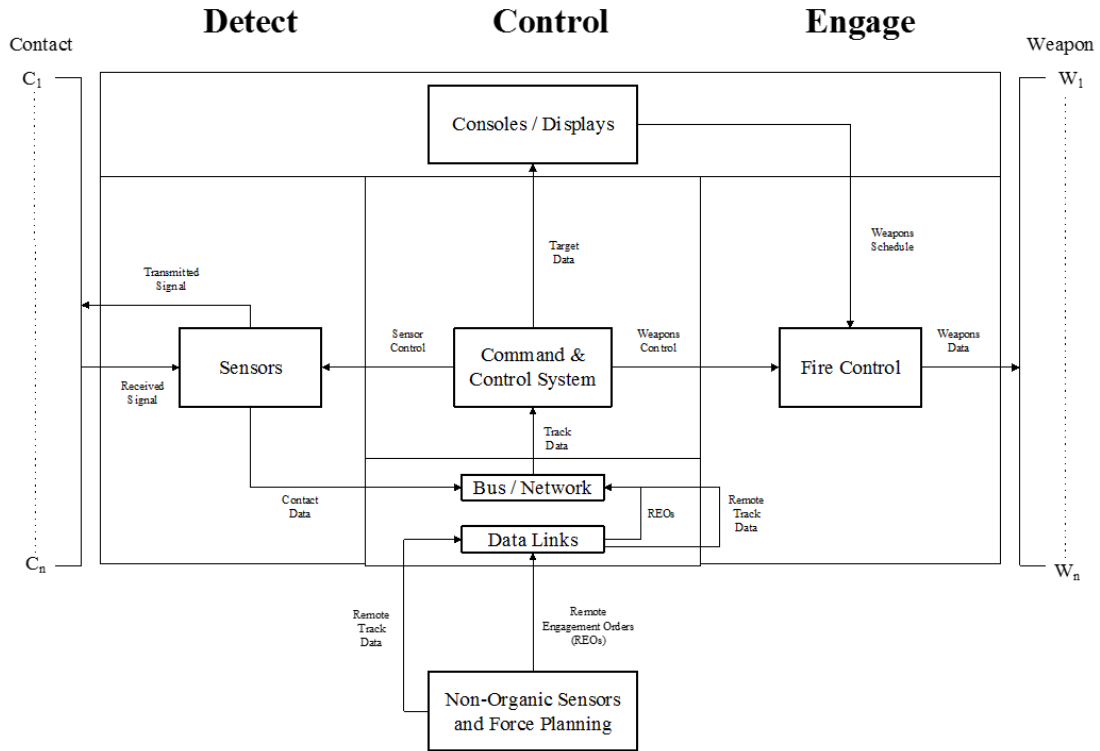 Detect
Control
Engage
Contact
Weapon
C1
W1
Consoles / Displays
Target
Data
Weapons
Schedule
Transmitted
Signal
Sensors
Sensor
Control
Command &
Control System
Weapons
Control
Fire Control
Weapons
Data
Received
Signal
Track
Data
Contact
Data
Bus / Network
REOs
Remote
Track
Data
Data Links
Cn
Wn
Remote
Track
Data
Remote
Engagement Orders
(REOs)
Non-Organic Sensors
and Force Planning